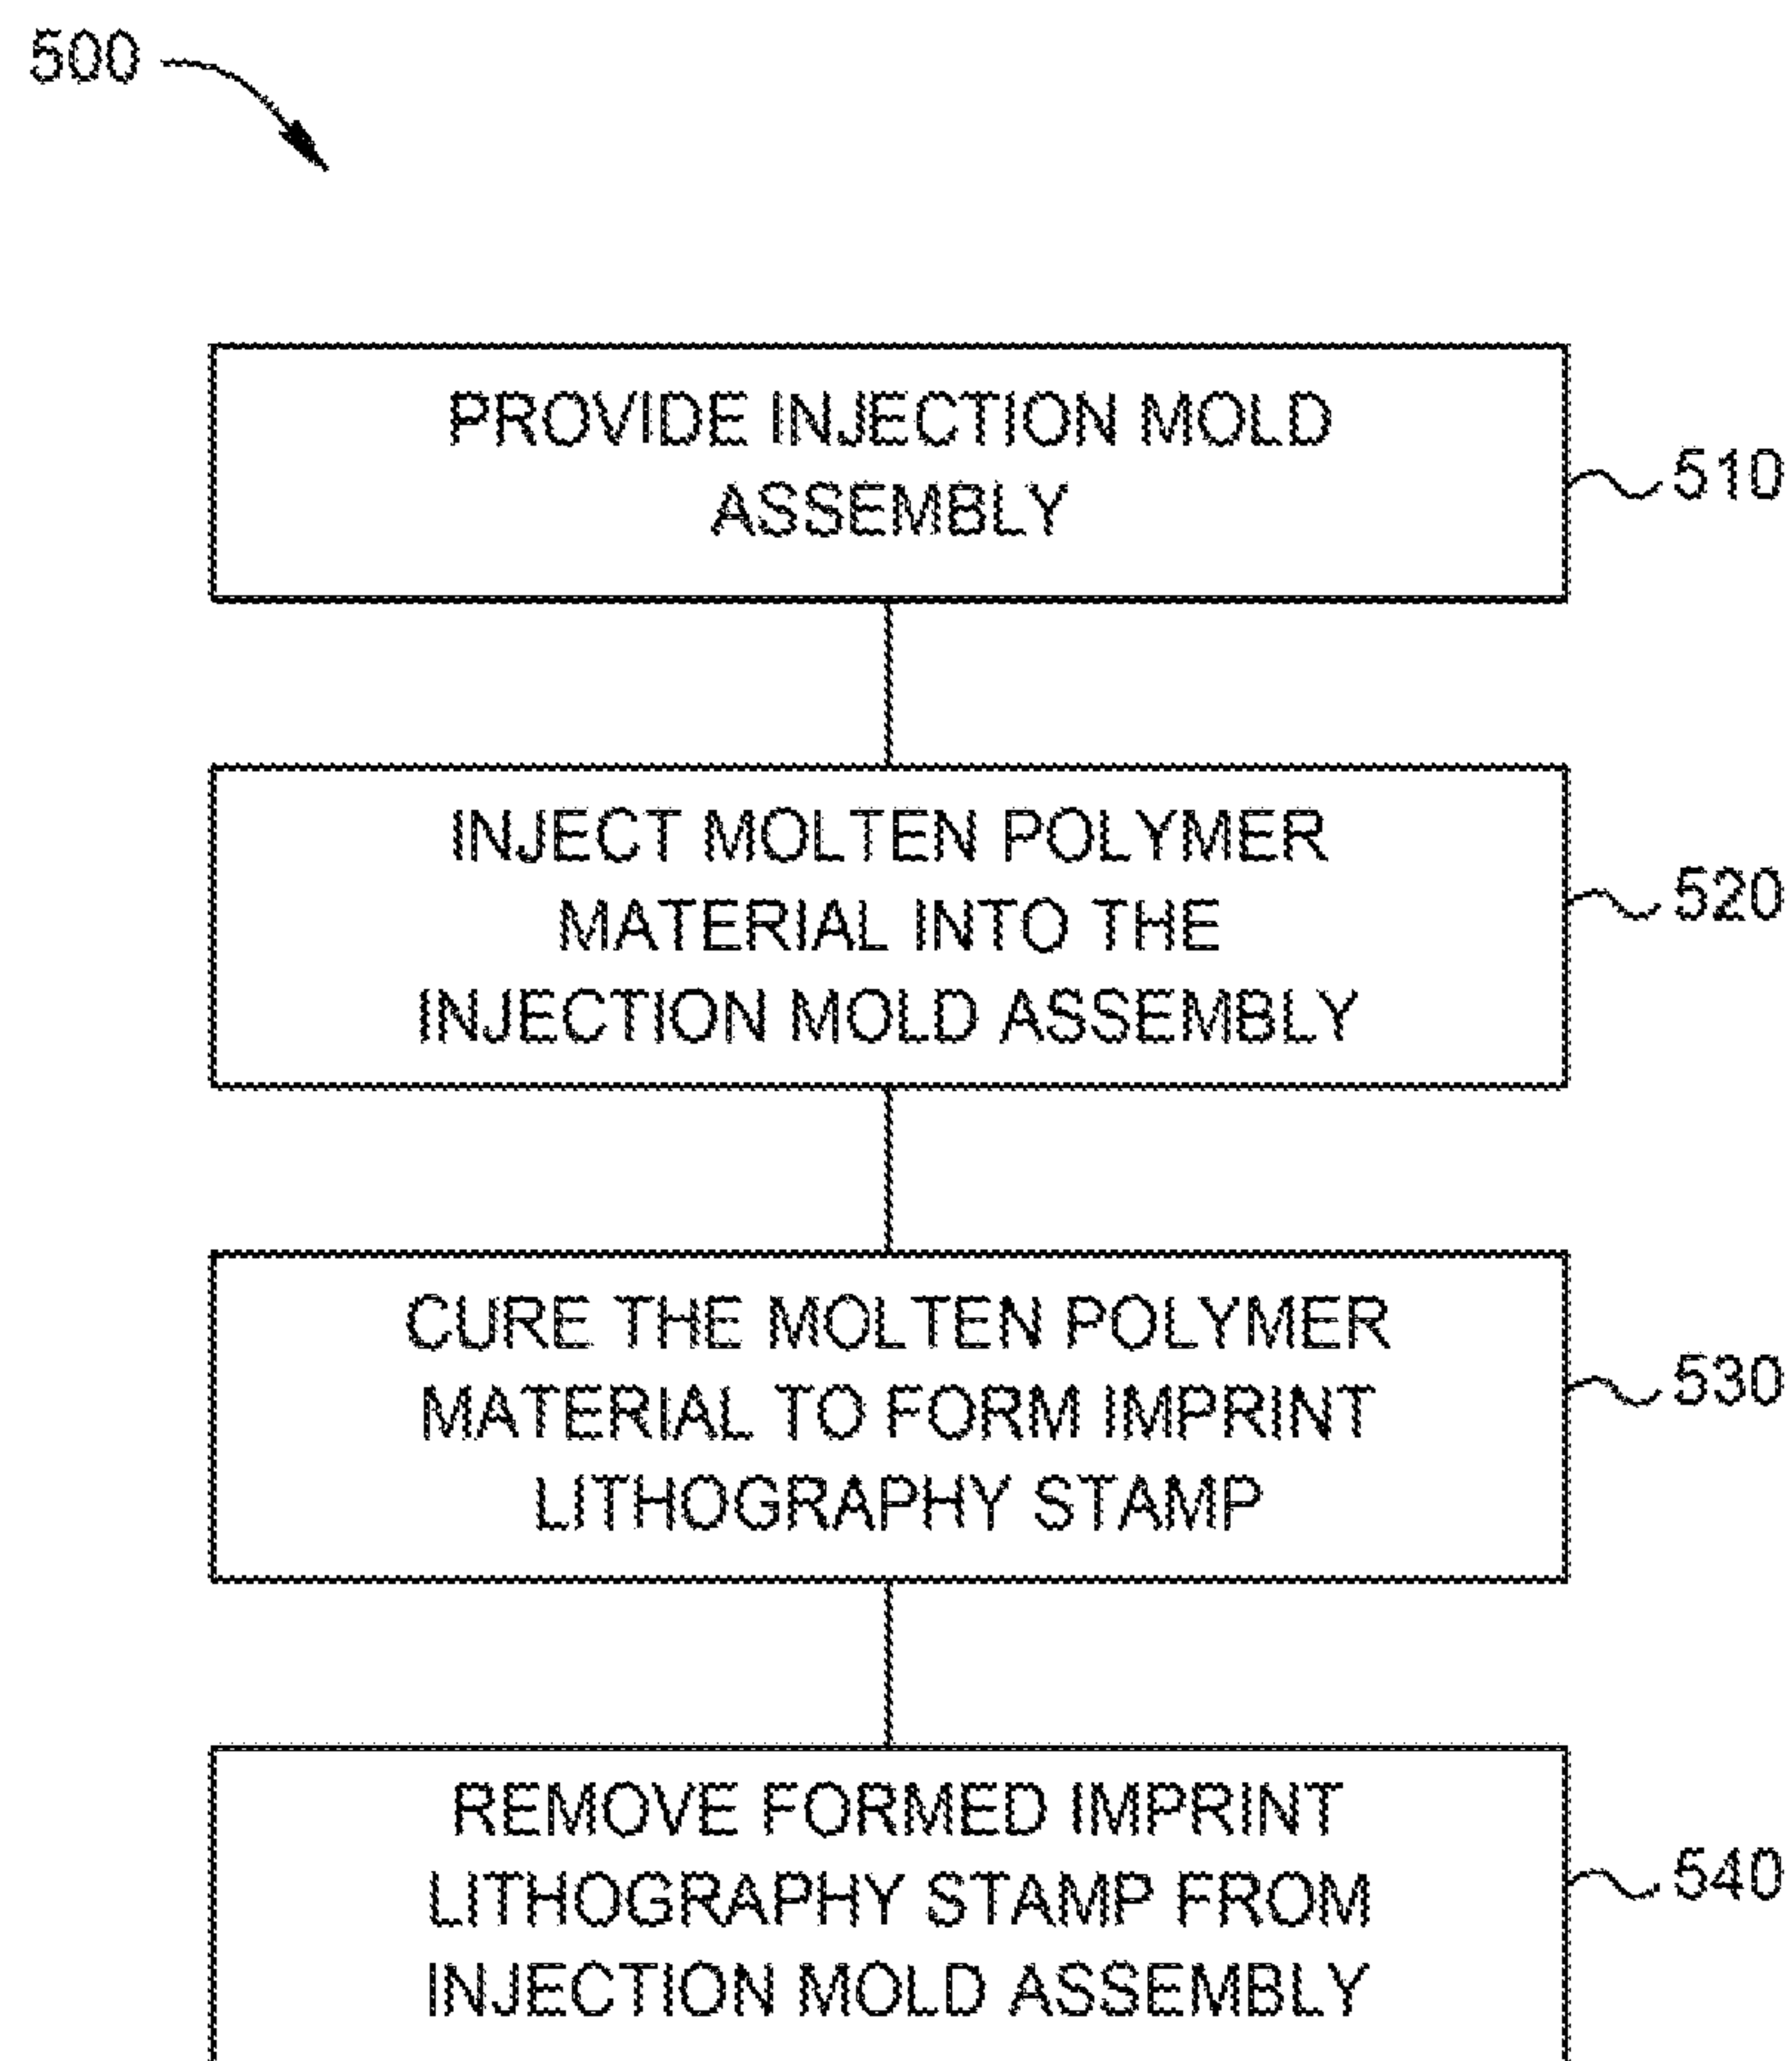 500
PROVIDE INJECTION MOLD
ASSEMBLY
510
INJECT MOLTEN POLYMER
MATERIAL INTO THE
INJECTION MOLD ASSEMBLY
520
CURE THE MOLTEN POLYMER
MATERIAL TO FORM IMPRINT
LITHOGRAPHY STAMP
530
REMOVE FORMED IMPRINT
LITHOGRAPHY STAMP FROM
INJECTION MOLD ASSEMBLY
540